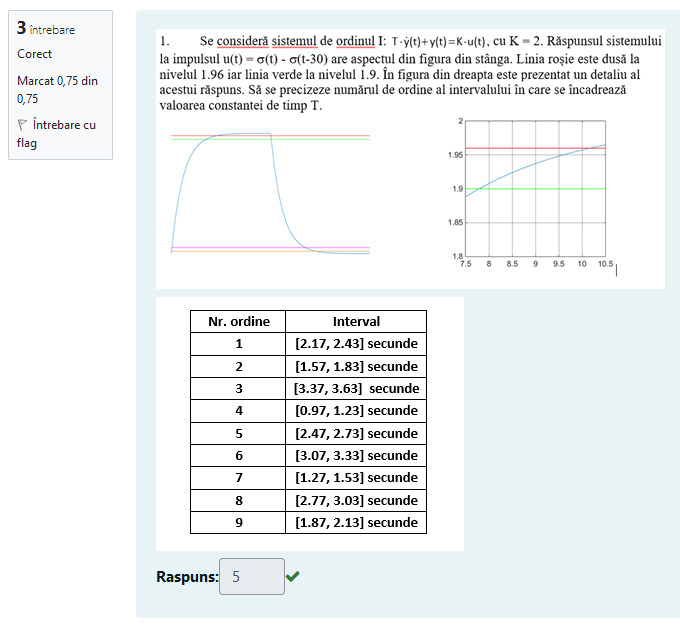 3 întrebare
Corect
Marcat 0,75 din
0,75
Întrebare cu
flag
1. Se consideră sistemul de ordinul I: T·ẏ(t)+y(t)=K·u(t), cu K = 2. Răspunsul sistemului
la impulsul u(t) = σ(t) - σ(t-30) are aspectul din figura din stânga. Linia roşie este dusă la
nivelul 1.96 iar linia verde la nivelul 1.9. În figura din dreapta este prezentat un detaliu al
acestui răspuns. Să se precizeze numărul de ordine al intervalului în care se încadrează
valoarea constantei de timp T.
2
1.95
1.9
1.85
1.8
7.5 8 8.5 9 9.5 10 10.5
Nr. ordine Interval
1 [2.17, 2.43] secunde
2 [1.57, 1.83] secunde
3 [3.37, 3.63] secunde
4 [0.97, 1.23] secunde
5 [2.47, 2.73] secunde
6 [3.07, 3.33] secunde
7 [1.27, 1.53] secunde
8 [2.77, 3.03] secunde
9 [1.87, 2.13] secunde
Raspuns: 5